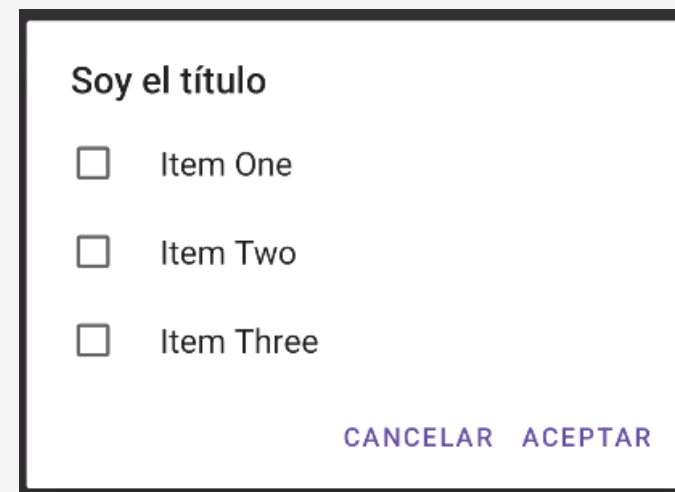 Soy el título
Item One
Item Two
Item Three
CANCELAR ACEPTAR